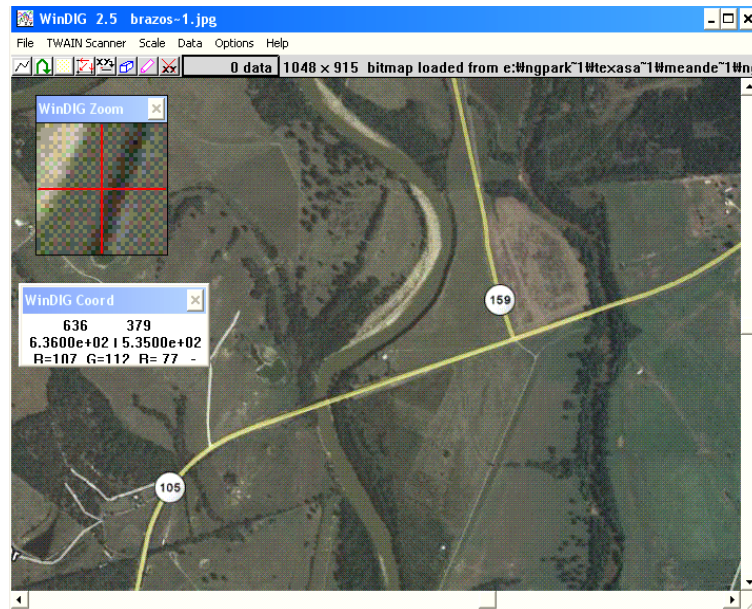 WinDIG 2.5 brazos~1.jpg
File TWAIN Scanner Scale Data Options Help
0 data 1048 × 915 bitmap loaded from e:₩ngpark~1₩texasa~1₩meande~1₩ng
WinDIG Zoom
159
WinDIG Coord
636 379
6.3600e+02 5.3500e+02
R=107 G=112 B= 77 -
105